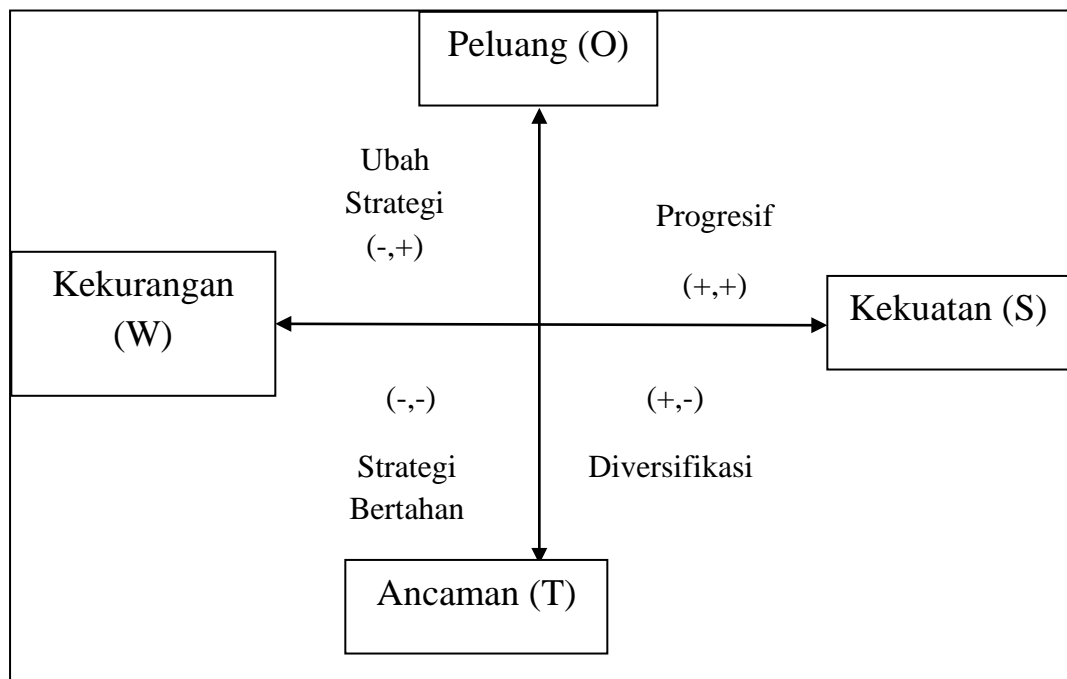 Peluang (O)
Ubah
Strategi
(-,+)
Progresif
(+,+)
Kekurangan
(W)
Kekuatan (S)
(-,-)
(+,-)
Strategi
Bertahan
Diversifikasi
Ancaman (T)